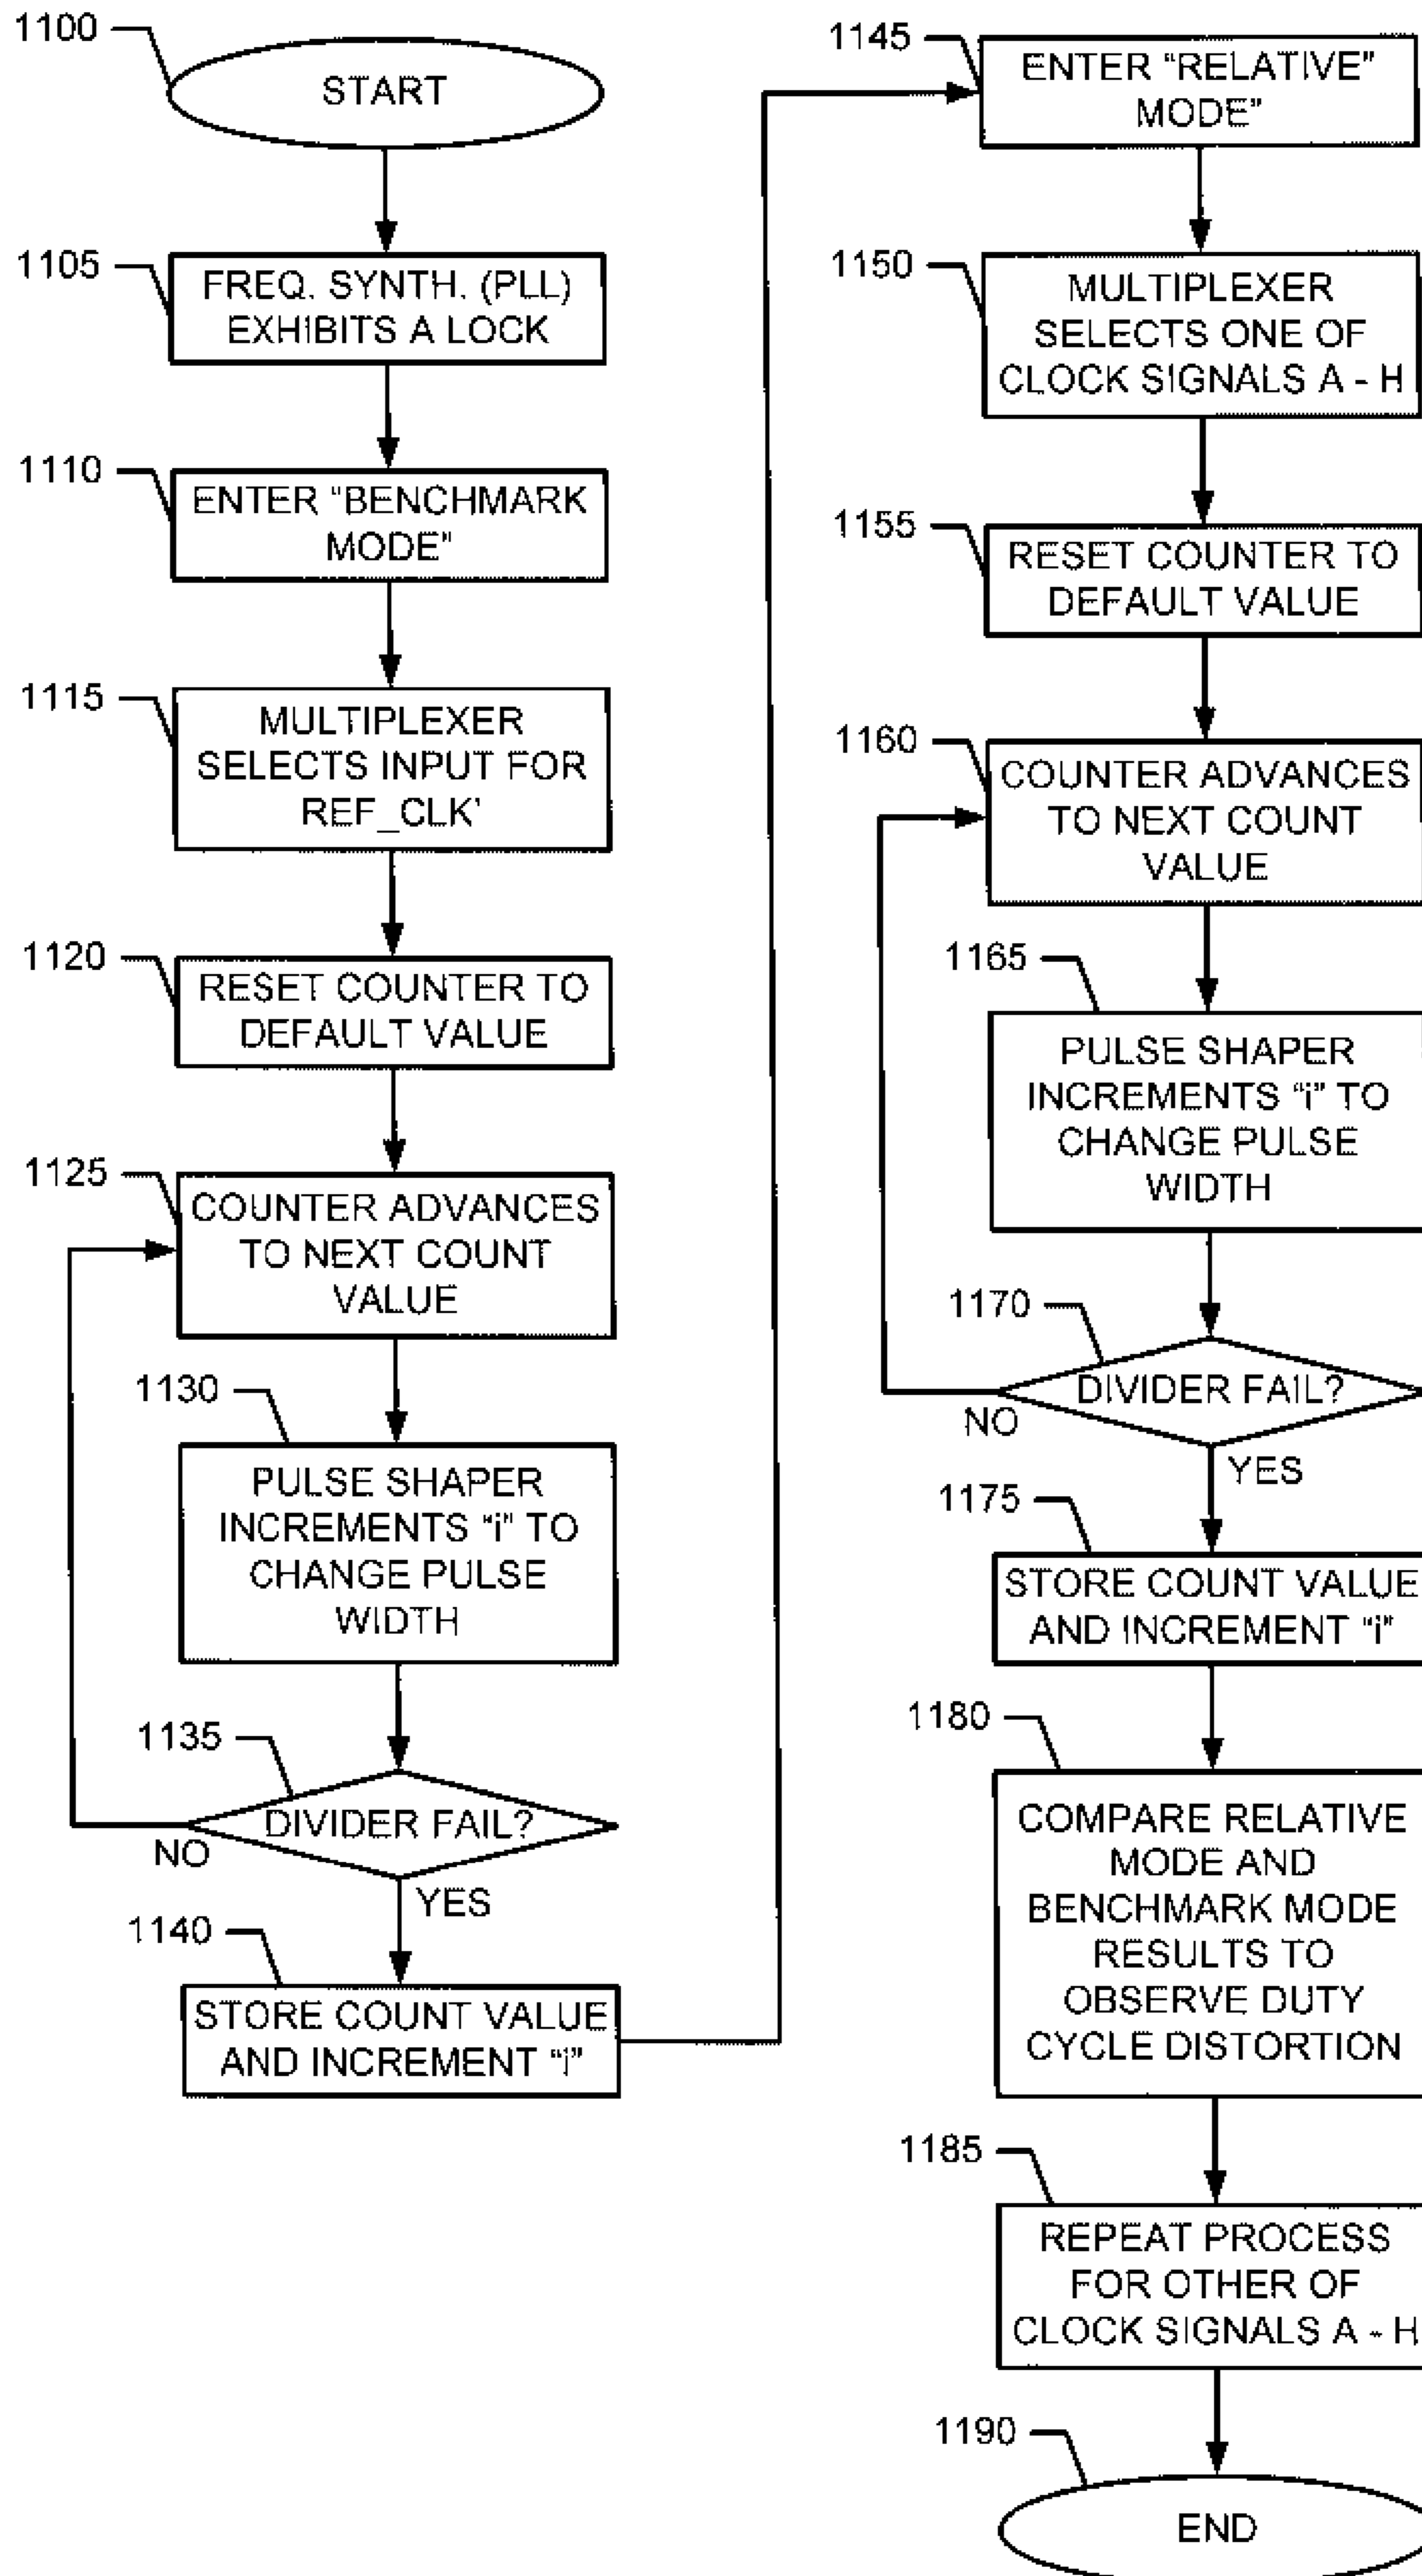 1100
START
1105
FREQ. SYNTH. (PLL)
EXHIBITS A LOCK
1110
ENTER “BENCHMARK
MODE”
1115
MULTIPLEXER
SELECTS INPUT FOR
REF_CLK’
1120
RESET COUNTER TO
DEFAULT VALUE
1125
COUNTER ADVANCES
TO NEXT COUNT
VALUE
1130
PULSE SHAPER
INCREMENTS “i” TO
CHANGE PULSE
WIDTH
1135
DIVIDER FAIL?
NO
YES
1140
STORE COUNT VALUE
AND INCREMENT “i”
1145
ENTER “RELATIVE”
MODE”
1150
MULTIPLEXER
SELECTS ONE OF
CLOCK SIGNALS A - H
1155
RESET COUNTER TO
DEFAULT VALUE
1160
COUNTER ADVANCES
TO NEXT COUNT
VALUE
1165
PULSE SHAPER
INCREMENTS “i” TO
CHANGE PULSE
WIDTH
1170
DIVIDER FAIL?
NO
YES
1175
STORE COUNT VALUE
AND INCREMENT “i”
1180
COMPARE RELATIVE
MODE AND
BENCHMARK MODE
RESULTS TO
OBSERVE DUTY
CYCLE DISTORTION
1185
REPEAT PROCESS
FOR OTHER OF
CLOCK SIGNALS A - H
1190
END